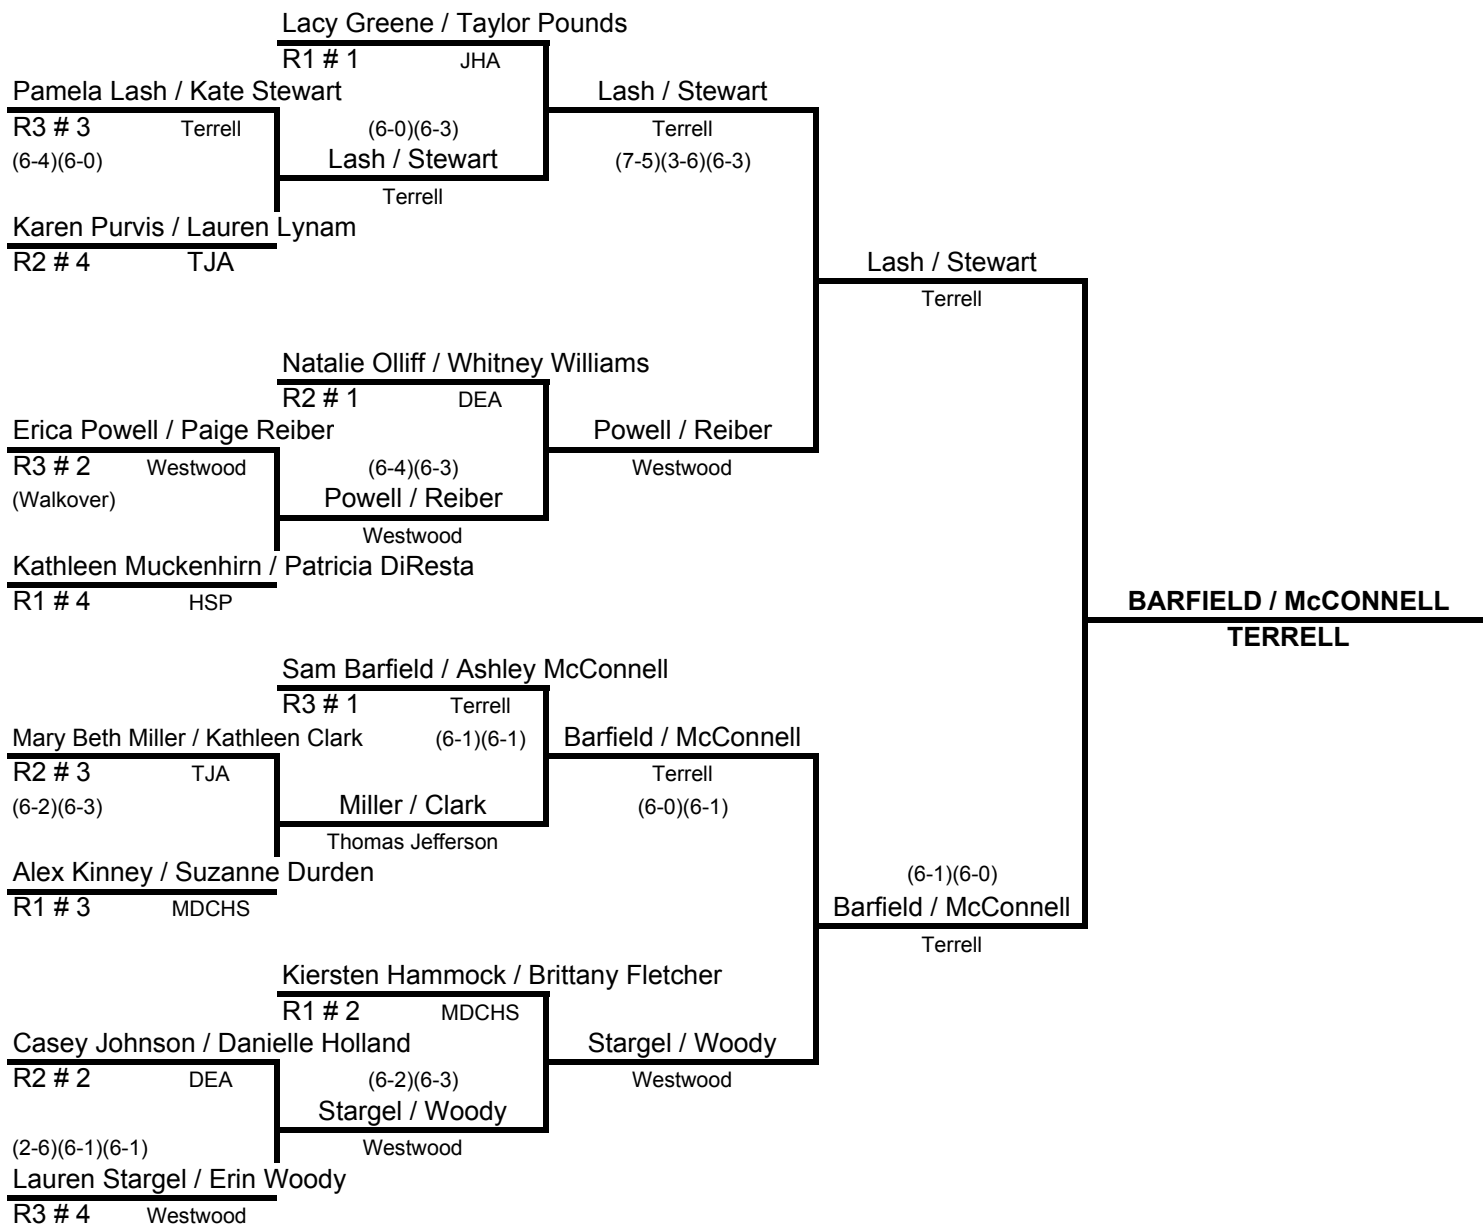 Lacy Greene / Taylor Pounds
R1 # 1 JHA
Pamela Lash / Kate Stewart Lash / Stewart
R3 # 3 Terrell (6-0)(6-3) Terrell
(6-4)(6-0) Lash / Stewart (7-5)(3-6)(6-3)
Terrell
Karen Purvis / Lauren Lynam
R2 # 4 TJA Lash / Stewart
Terrell
Natalie Olliff / Whitney Williams
R2 # 1 DEA
Erica Powell / Paige Reiber Powell / Reiber
R3 # 2 Westwood (6-4)(6-3) Westwood
(Walkover) Powell / Reiber
Westwood
Kathleen Muckenhirn / Patricia DiResta
R1 # 4 HSP BARFIELD / McCONNELL
TERRELL
Sam Barfield / Ashley McConnell
R3 # 1 Terrell
Mary Beth Miller / Kathleen Clark (6-1)(6-1) Barfield / McConnell
R2 # 3 TJA Terrell
(6-2)(6-3) Miller / Clark (6-0)(6-1)
Thomas Jefferson
Alex Kinney / Suzanne Durden (6-1)(6-0)
R1 # 3 MDCHS Barfield / McConnell
Terrell
Kiersten Hammock / Brittany Fletcher
R1 # 2 MDCHS
Casey Johnson / Danielle Holland Stargel / Woody
R2 # 2 DEA (6-2)(6-3) Westwood
Stargel / Woody
(2-6)(6-1)(6-1) Westwood
Lauren Stargel / Erin Woody
R3 # 4 Westwood